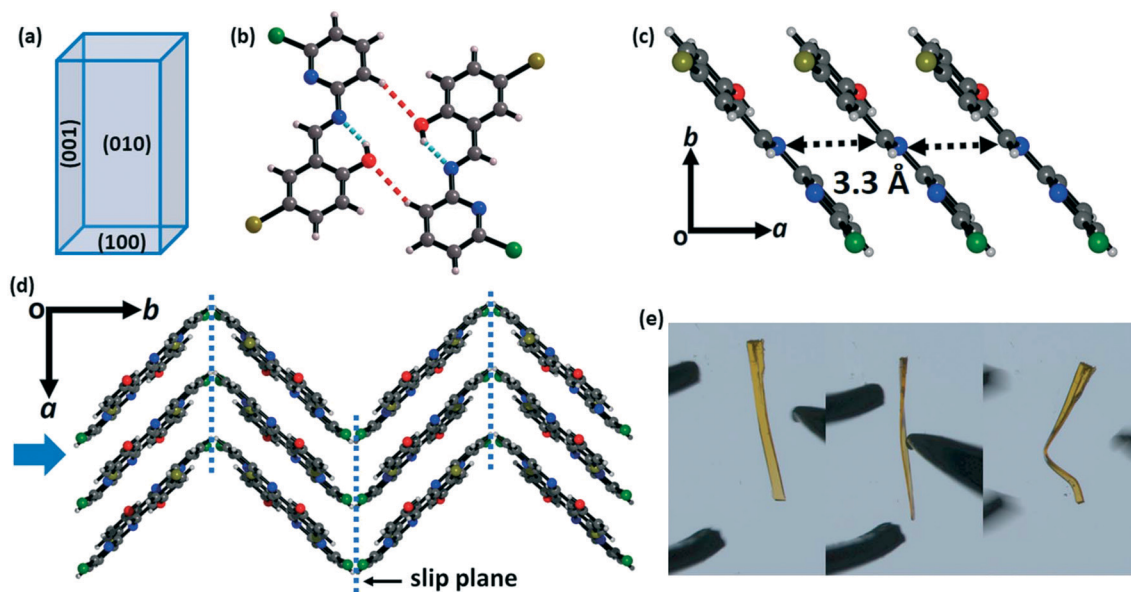 (a)
(001)
(010)
(100)
(b)
(c)
b
o
a
3.3 Å
(d)
o
b
a
slip plane
(e)